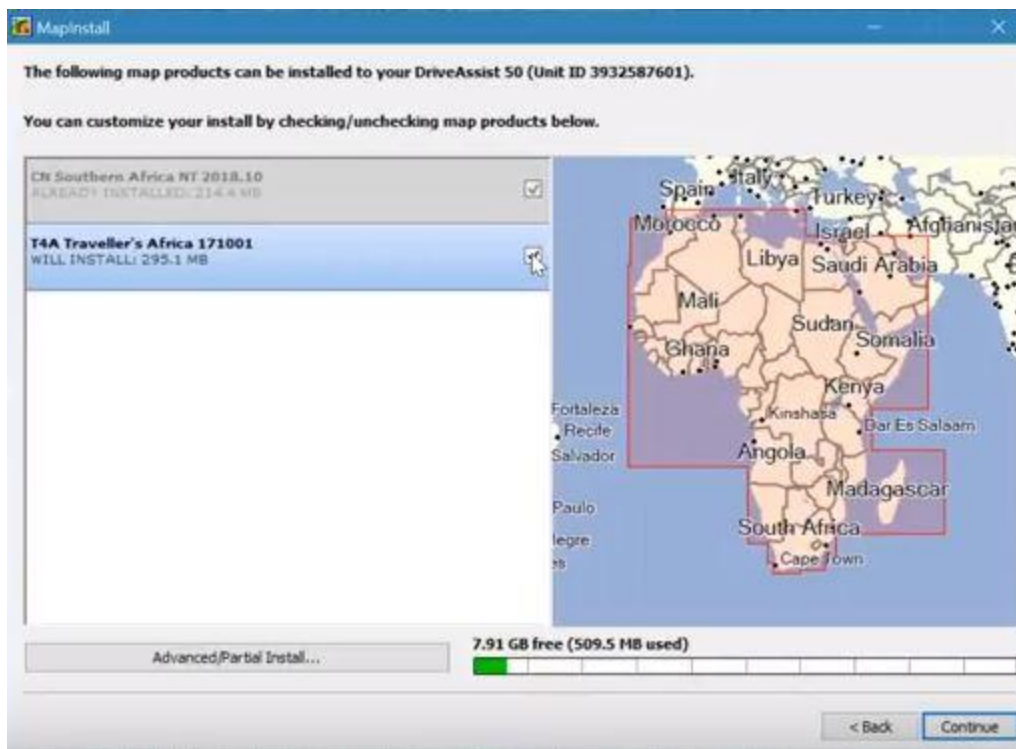 MapInstall
The following map products can be installed to your DriveAssist 50 (Unit ID 3932587601).
You can customize your install by checking/unchecking map products below.
CN Southern Africa NT 2018.10
ALREADY INSTALLED: 214.4 MB
T4A Traveller's Africa 171001
WILL INSTALL: 295.1 MB
Spain
Italy
Turkey
Morocco
Israel
Afghanistan
Libya
Saudi Arabia
Mali
Sudan
Somalia
Ghana
Kenya
Fortaleza
Kinshasa
Recife
Dar Es Salaam
Salvador
Angola
Madagascar
Paulo
South Africa
legre
Cape Town
es
7.91 GB free (509.5 MB used)
Advanced/Partial Install...
< Back
Continue